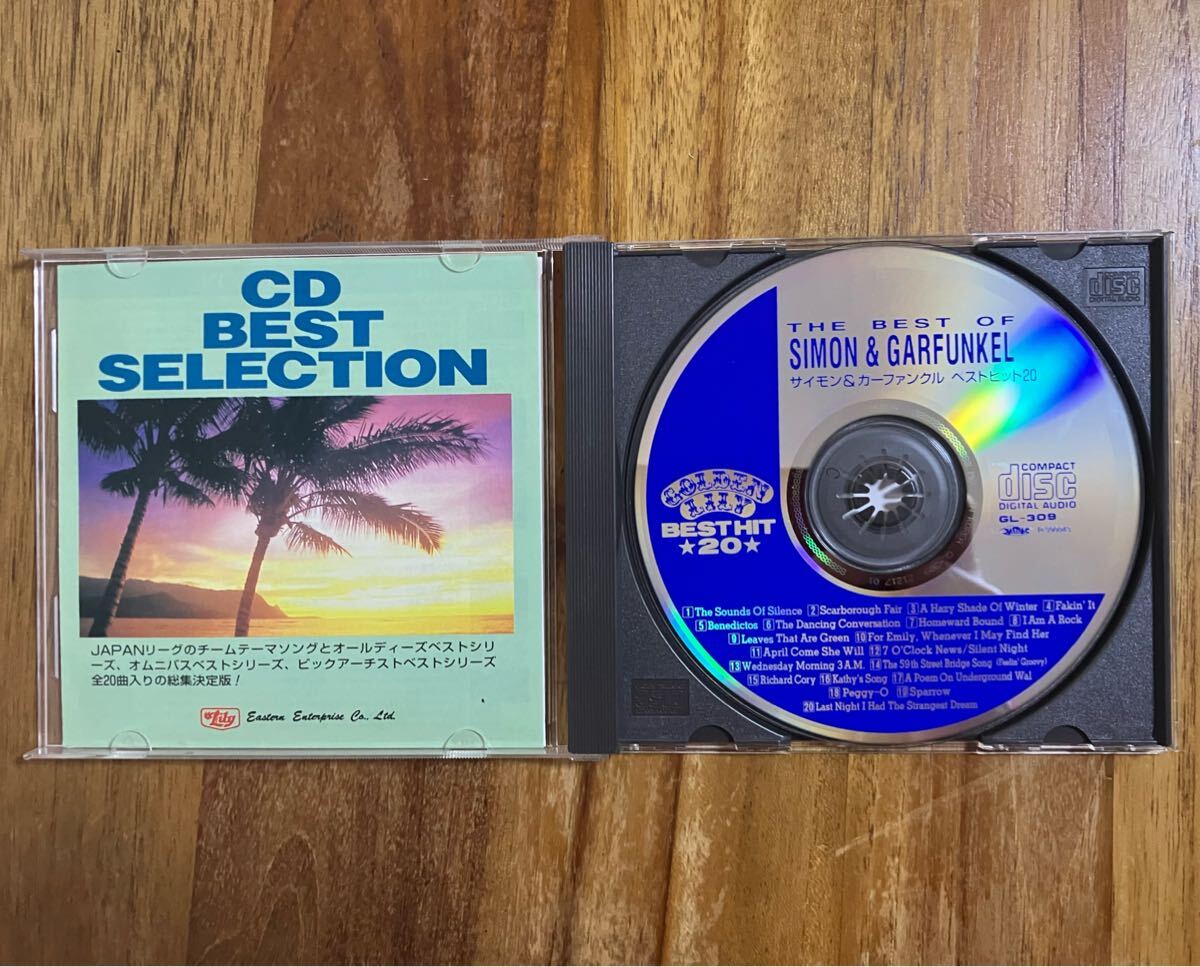 CD
BEST
SELECTION
JAPANリーグのチームテーマソングとオールディーズベストシリ
ーズ、オムニバスベストシリーズ、ビックアーチストベストシリーズ
全20曲入りの総集決定版！
Lily Eastern Enterprise Co., Ltd.
COMPACT
disc
DIGITAL AUDIO
THE BEST OF
SIMON & GARFUNKEL
サイモン&カーファンクル ベストヒット20
GOLDEN
LILY
BEST HIT
★20★
COMPACT
disc
DIGITAL AUDIO
GL-309
1 The Sounds Of Silence 2 Scarborough Fair 3 A Hazy Shade Of Winter 4 Fakin' It
5 Benedictos 6 The Dancing Conversation 7 Homeward Bound 8 I Am A Rock
9 Leaves That Are Green 10 For Emily, Whenever I May Find Her
11 April Come She Will 12 7 O'Clock News/Silent Night
13 Wednesday Morning 3 A.M. 14 The 59th Street Bridge Song (Feelin' Groovy)
15 Richard Cory 16 Kathy's Song 17 A Poem On Underground Wal
18 Peggy-O 19 Sparrow
20 Last Night I Had The Strangest Dream